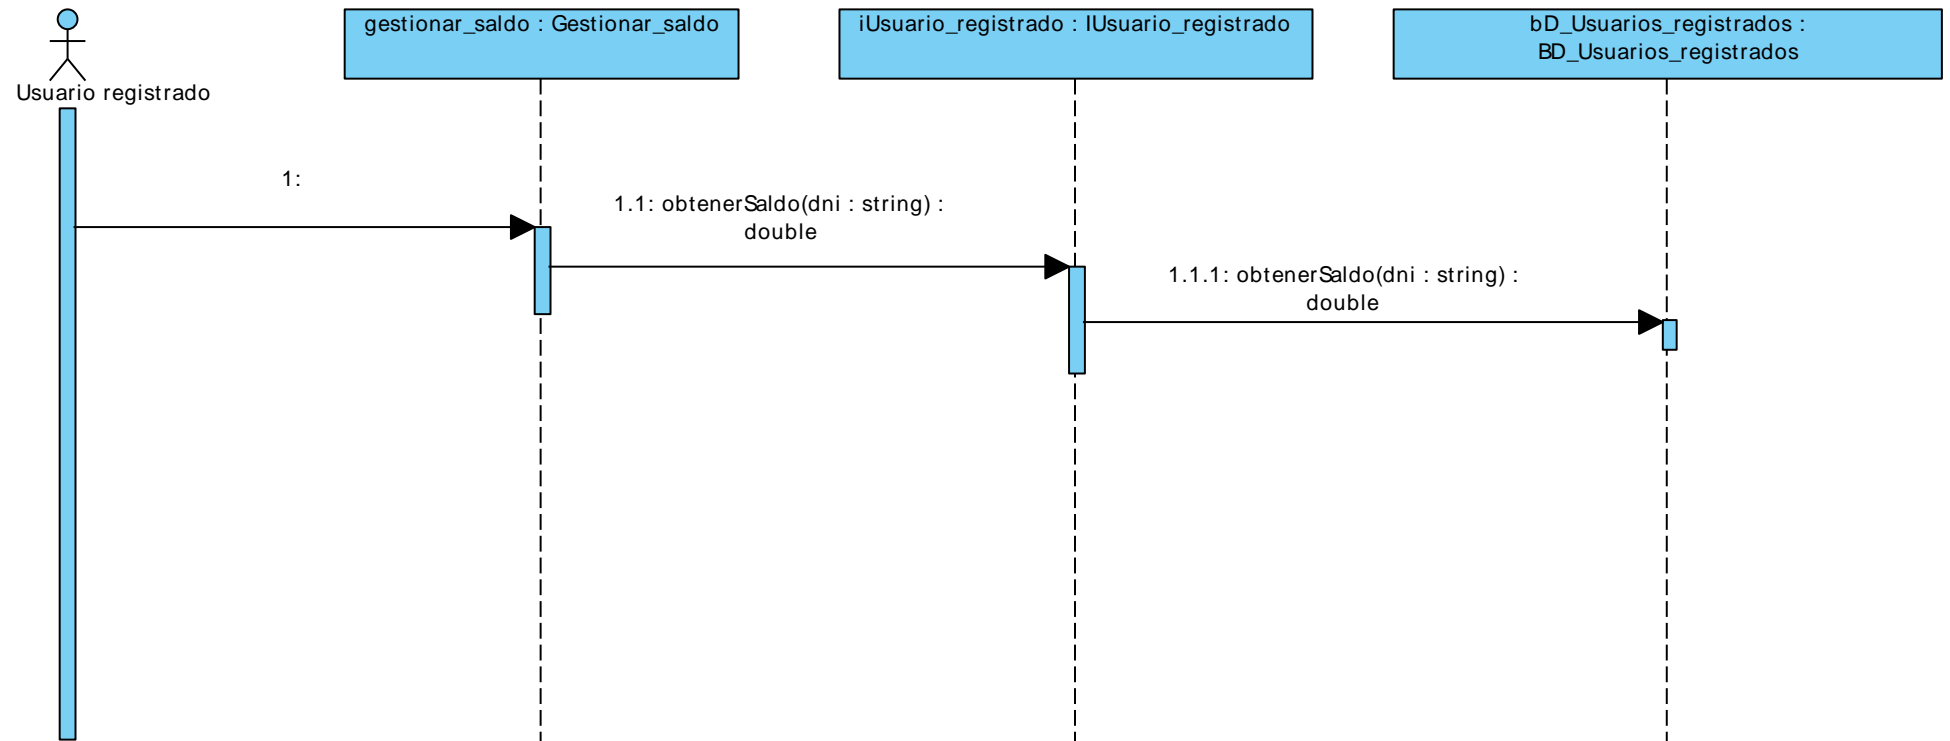 gestionar_saldo : Gestionar_saldo
iUsuario_registrado : IUsuario_registrado
bD_Usuarios_registrados :
BD_Usuarios_registrados
Usuario registrado
1:
1.1: obtenerSaldo(dni : string) :
double
1.1.1: obtenerSaldo(dni : string) :
double